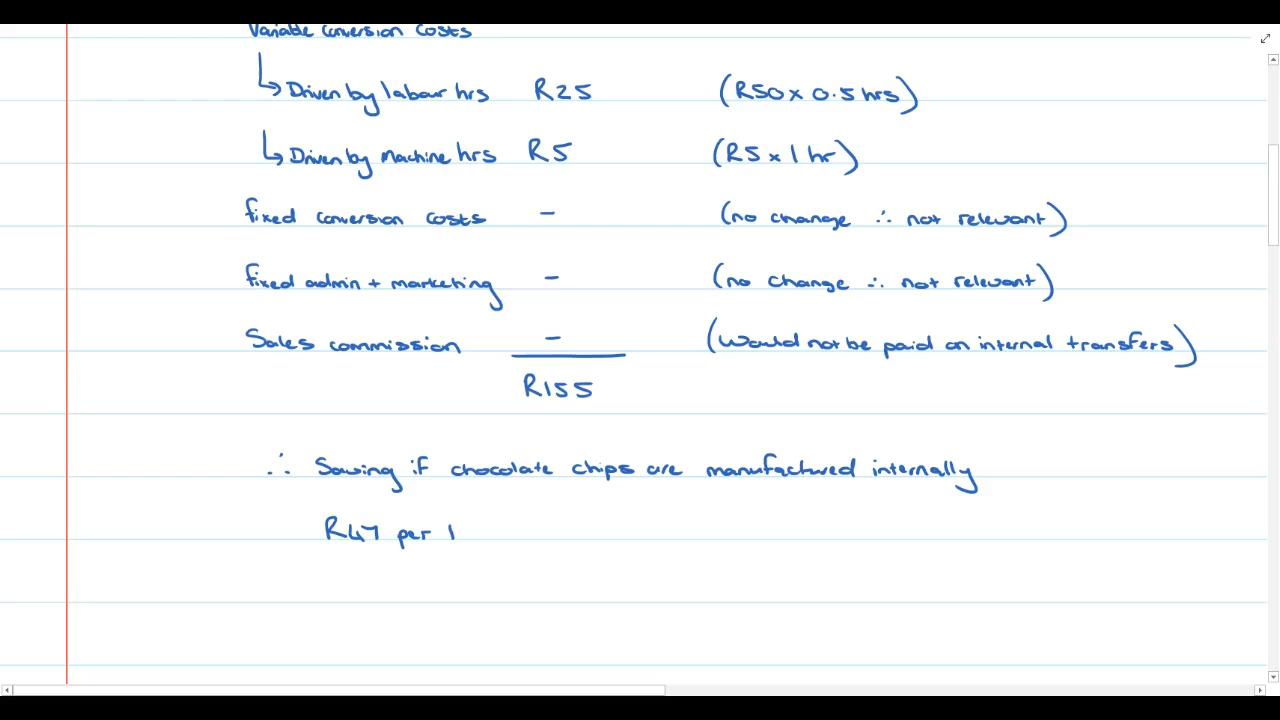 Variable conversion costs
↳ Driven by labour hrs R25 (R50 x 0.5 hrs)
↳ Driven by machine hrs R5 (R5 x 1 hr)
fixed conversion costs - (no change ∴ not relevant)
fixed admin + marketing - (no change ∴ not relevant)
Sales commission - (Would not be paid on internal transfers)
R155
∴ Saving if chocolate chips are manufactured internally
R47 per 1